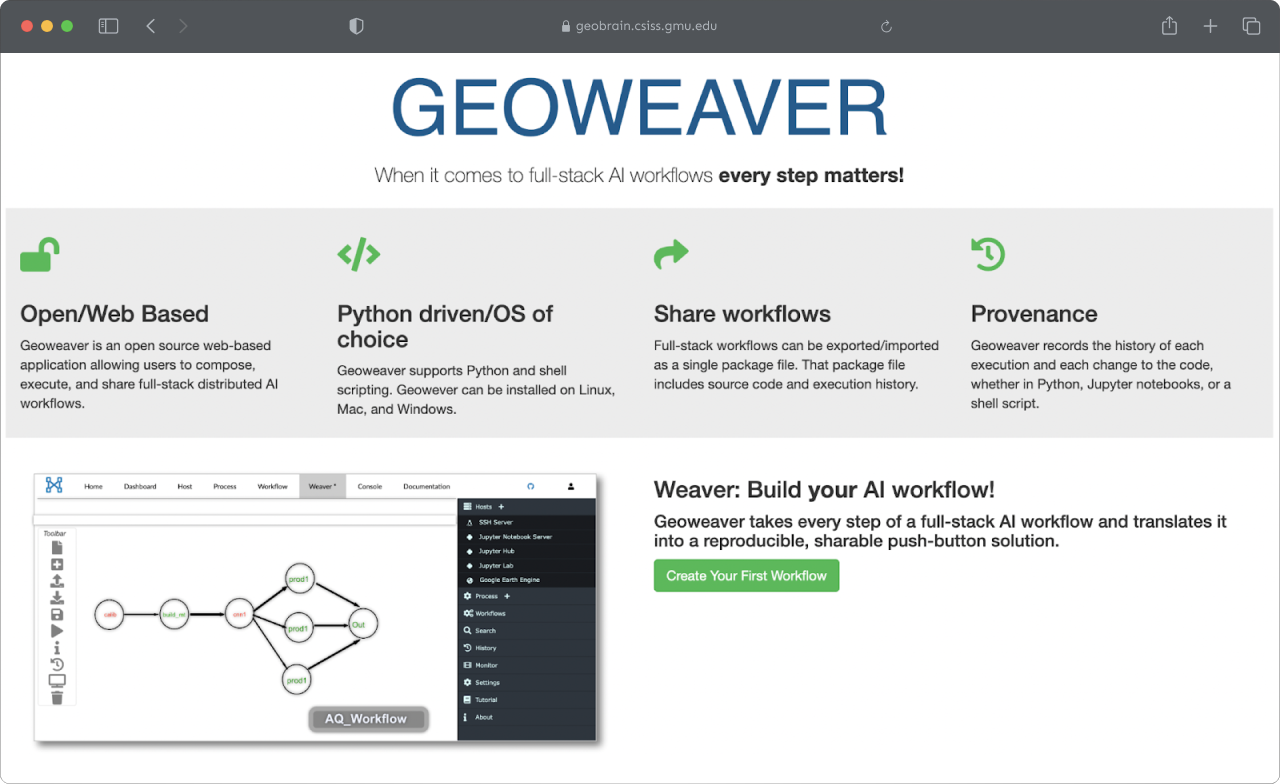 geobrain.csiss.gmu.edu
GEOWEAVER
When it comes to full-stack AI workflows every step matters!
Open/Web Based
Geoweaver is an open source web-based
application allowing users to compose,
execute, and share full-stack distributed AI
workflows.
Python driven/OS of
choice
Geoweaver supports Python and shell
scripting. Geowever can be installed on Linux,
Mac, and Windows.
Share workflows
Full-stack workflows can be exported/imported
as a single package file. That package file
includes source code and execution history.
Provenance
Geoweaver records the history of each
execution and each change to the code,
whether in Python, Jupyter notebooks, or a
shell script.
Home Dashboard Host Process Workflow Weaver * Console Documentation
Toolbar
calib
build_ml
prod1
prod1
prod1
Out
AQ_Workflow
Hosts +
SSH Server
Jupyter Notebook Server
Jupyter Hub
Jupyter Lab
Google Earth Engine
Process +
Workflows
Search
History
Monitor
Settings
Tutorial
About
Weaver: Build your AI workflow!
Geoweaver takes every step of a full-stack AI workflow and translates it
into a reproducible, sharable push-button solution.
Create Your First Workflow